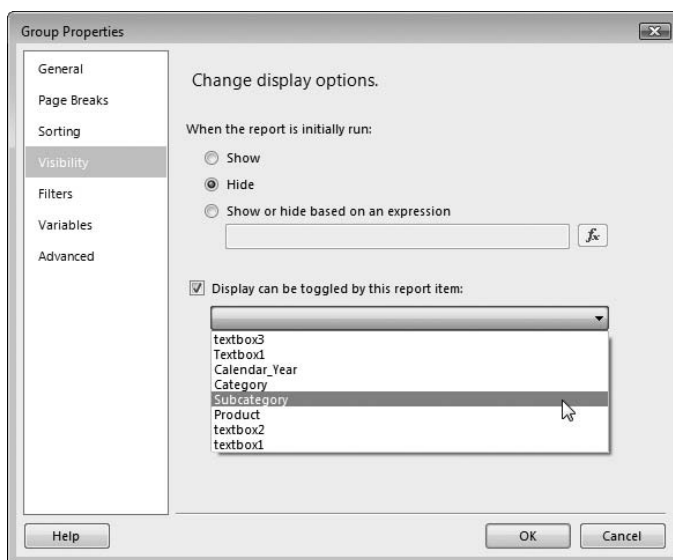 Group Properties
General
Page Breaks
Sorting
Visibility
Filters
Variables
Advanced
Change display options.
When the report is initially run:
Show
Hide
Show or hide based on an expression
fx
Display can be toggled by this report item:
textbox3
Textbox1
Calendar_Year
Category
Subcategory
Product
textbox2
textbox1
Help
OK
Cancel